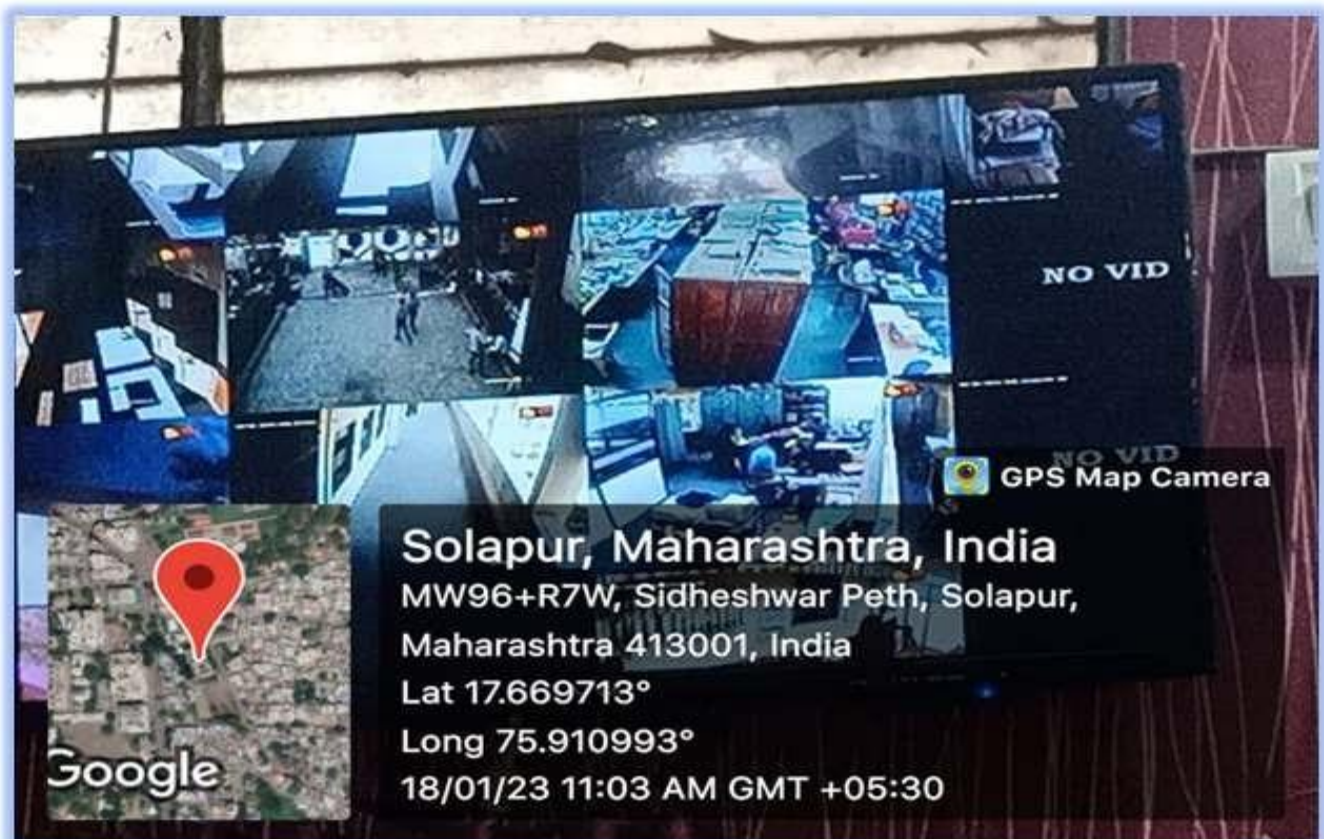 NO VID
NO VID
GPS Map Camera
Solapur, Maharashtra, India
MW96+R7W, Sidheshwar Peth, Solapur,
Maharashtra 413001, India
Lat 17.669713°
Long 75.910993°
18/01/23 11:03 AM GMT +05:30
Google